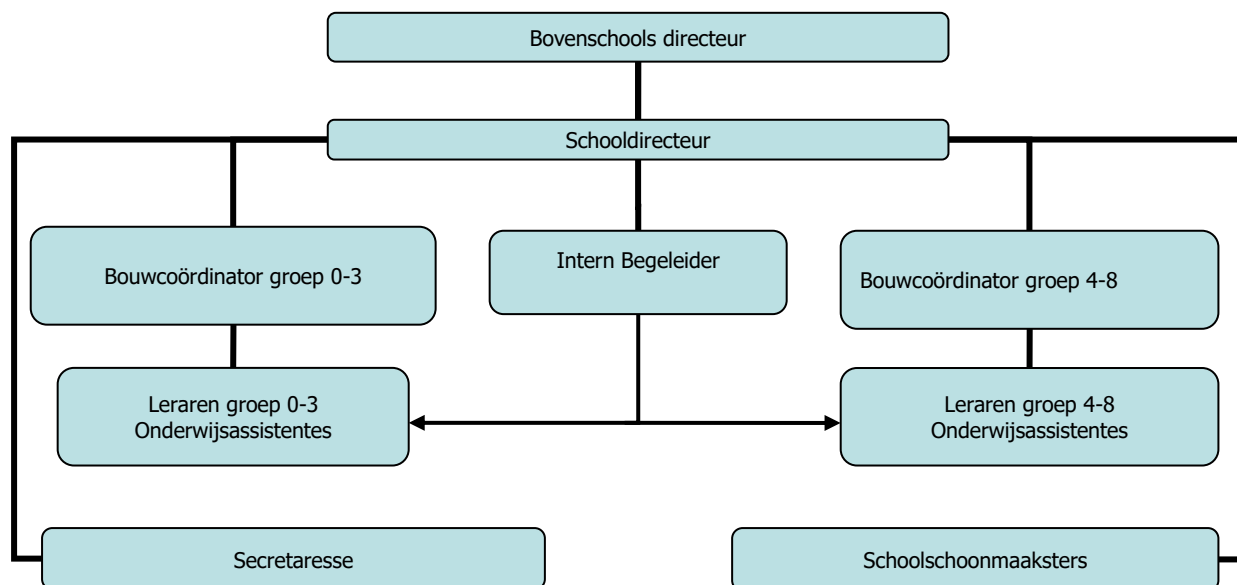 Bovenschools directeur
Schooldirecteur
Bouwcoördinator groep 0-3
Intern Begeleider
Bouwcoördinator groep 4-8
Leraren groep 0-3
Onderwijsassistentes
Leraren groep 4-8
Onderwijsassistentes
Secretaresse
Schoolschoonmaaksters